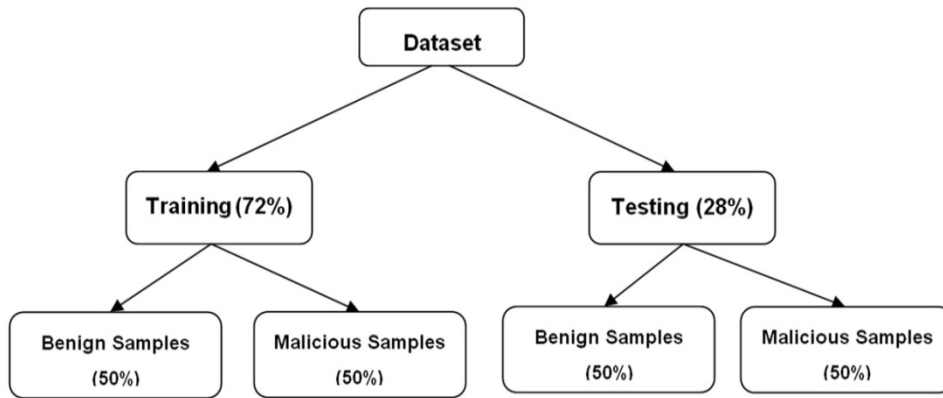 Dataset
Training (72%)
Testing (28%)
Benign Samples
(50%)
Malicious Samples
(50%)
Benign Samples
(50%)
Malicious Samples
(50%)